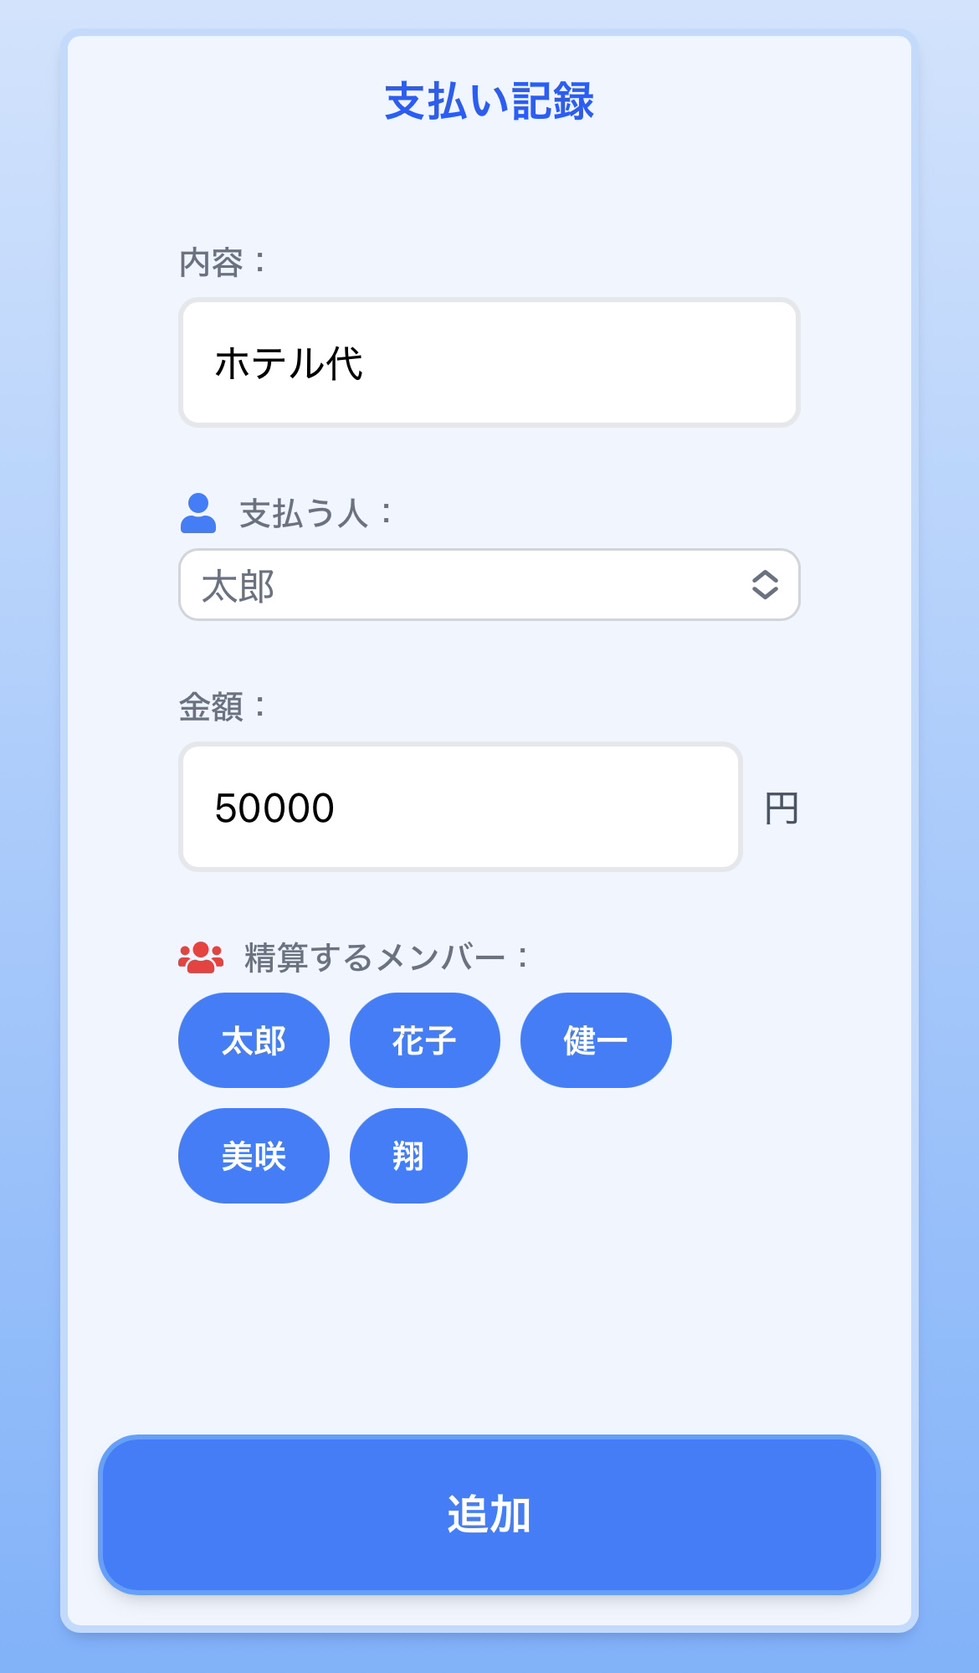 支払い記録
内容：
ホテル代
支払う人：
太郎
金額：
50000 円
精算するメンバー：
太郎 花子 健一
美咲 翔
追加